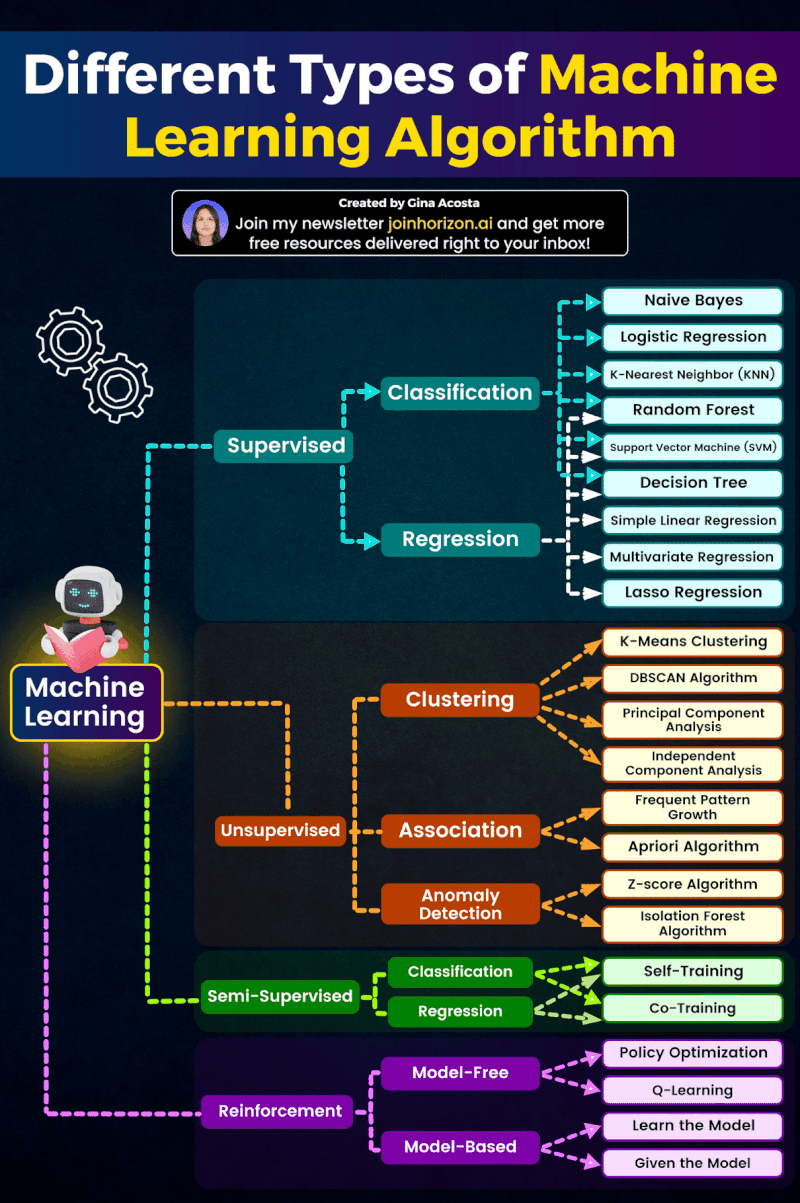 Different Types of Machine
Learning Algorithm
Created by Gina Acosta
Join my newsletter joinhorizon.ai and get more
free resources delivered right to your inbox!
Machine
Learning
Supervised
Classification
Regression
Naive Bayes
Logistic Regression
K-Nearest Neighbor (KNN)
Random Forest
Support Vector Machine (SVM)
Decision Tree
Simple Linear Regression
Multivariate Regression
Lasso Regression
Unsupervised
Clustering
K-Means Clustering
DBSCAN Algorithm
Principal Component
Analysis
Independent
Component Analysis
Association
Frequent Pattern
Growth
Apriori Algorithm
Anomaly
Detection
Z-score Algorithm
Isolation Forest
Algorithm
Semi-Supervised
Classification
Regression
Self-Training
Co-Training
Reinforcement
Model-Free
Policy Optimization
Q-Learning
Model-Based
Learn the Model
Given the Model